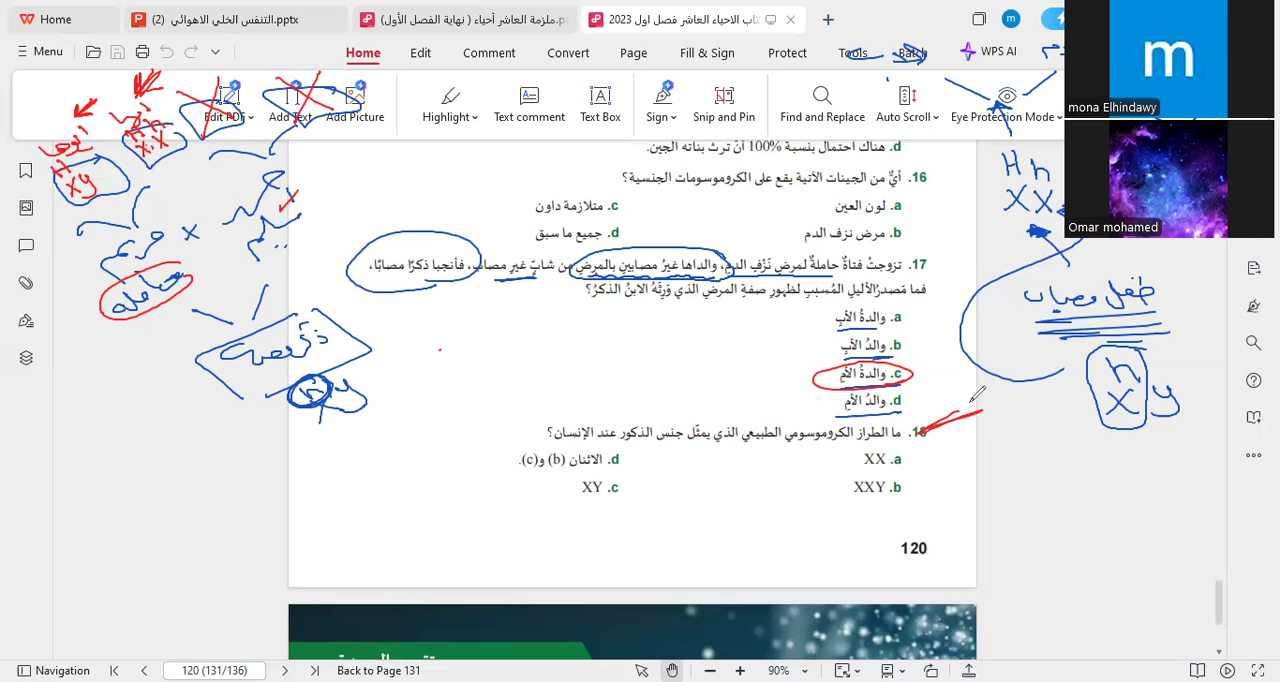 Home
التنفس الخلي الاهوائي (2).pptx
ملزمة العاشر أحياء ( نهاية الفصل الأول).p
تاب الاحياء العاشر فصل اول 2023
Menu
Home Edit Comment Convert Page Fill & Sign Protect Tools Batch WPS AI
Edit PDF Add Text Add Picture Highlight Text comment Text Box Sign Snip and Pin Find and Replace Auto Scroll Eye Protection Mode
m
mona Elhindawy
Omar mohamed
d. هناك احتمال بنسبة 100% أن ترث بناته الجين.
16. أيٌّ من الجينات الآتية يقع على الكروموسومات الجنسية؟
a. لون العين
c. متلازمة داون
b. مرض نزف الدم
d. جميع ما سبق
17. تزوجتْ فتاةٌ حاملةٌ لمرضِ نَزْفِ الدمِ، والداها غيرُ مصابينِ بالمرضِ من شابٍّ غيرِ مصابٍ، فأنجبا ذكرًا مصابًا،
فما مَصدرُ الأليلِ المُسببِ لظهورِ صفةِ المرضِ الذي وَرِثَهُ الابنُ الذكرُ؟
a. والدةُ الأبِ
b. والدُ الأبِ
c. والدةُ الأمِ
d. والدُ الأمِ
18. ما الطراز الكروموسومي الطبيعي الذي يمثّل جنس الذكور عند الإنسان؟
a. XX
d. الاثنان (b) و(c).
b. XXY
c. XY
120
H h
X X
طفل مصاب
h
X y
حامله
h y
x
X y
Navigation
120 (131/136)
Back to Page 131
90%